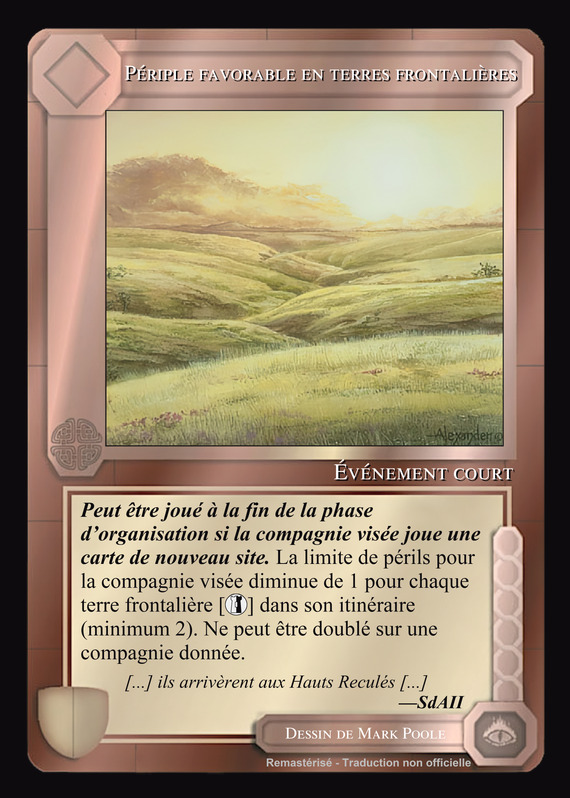 Périple favorable en terres frontalières
Alexander
Événement court
Peut être joué à la fin de la phase
d'organisation si la compagnie visée joue une
carte de nouveau site. La limite de périls pour
la compagnie visée diminue de 1 pour chaque
terre frontalière [] dans son itinéraire
(minimum 2). Ne peut être doublé sur une
compagnie donnée.
[...] ils arrivèrent aux Hauts Reculés [...]
—SdAII
Dessin de Mark Poole
Remastérisé - Traduction non officielle